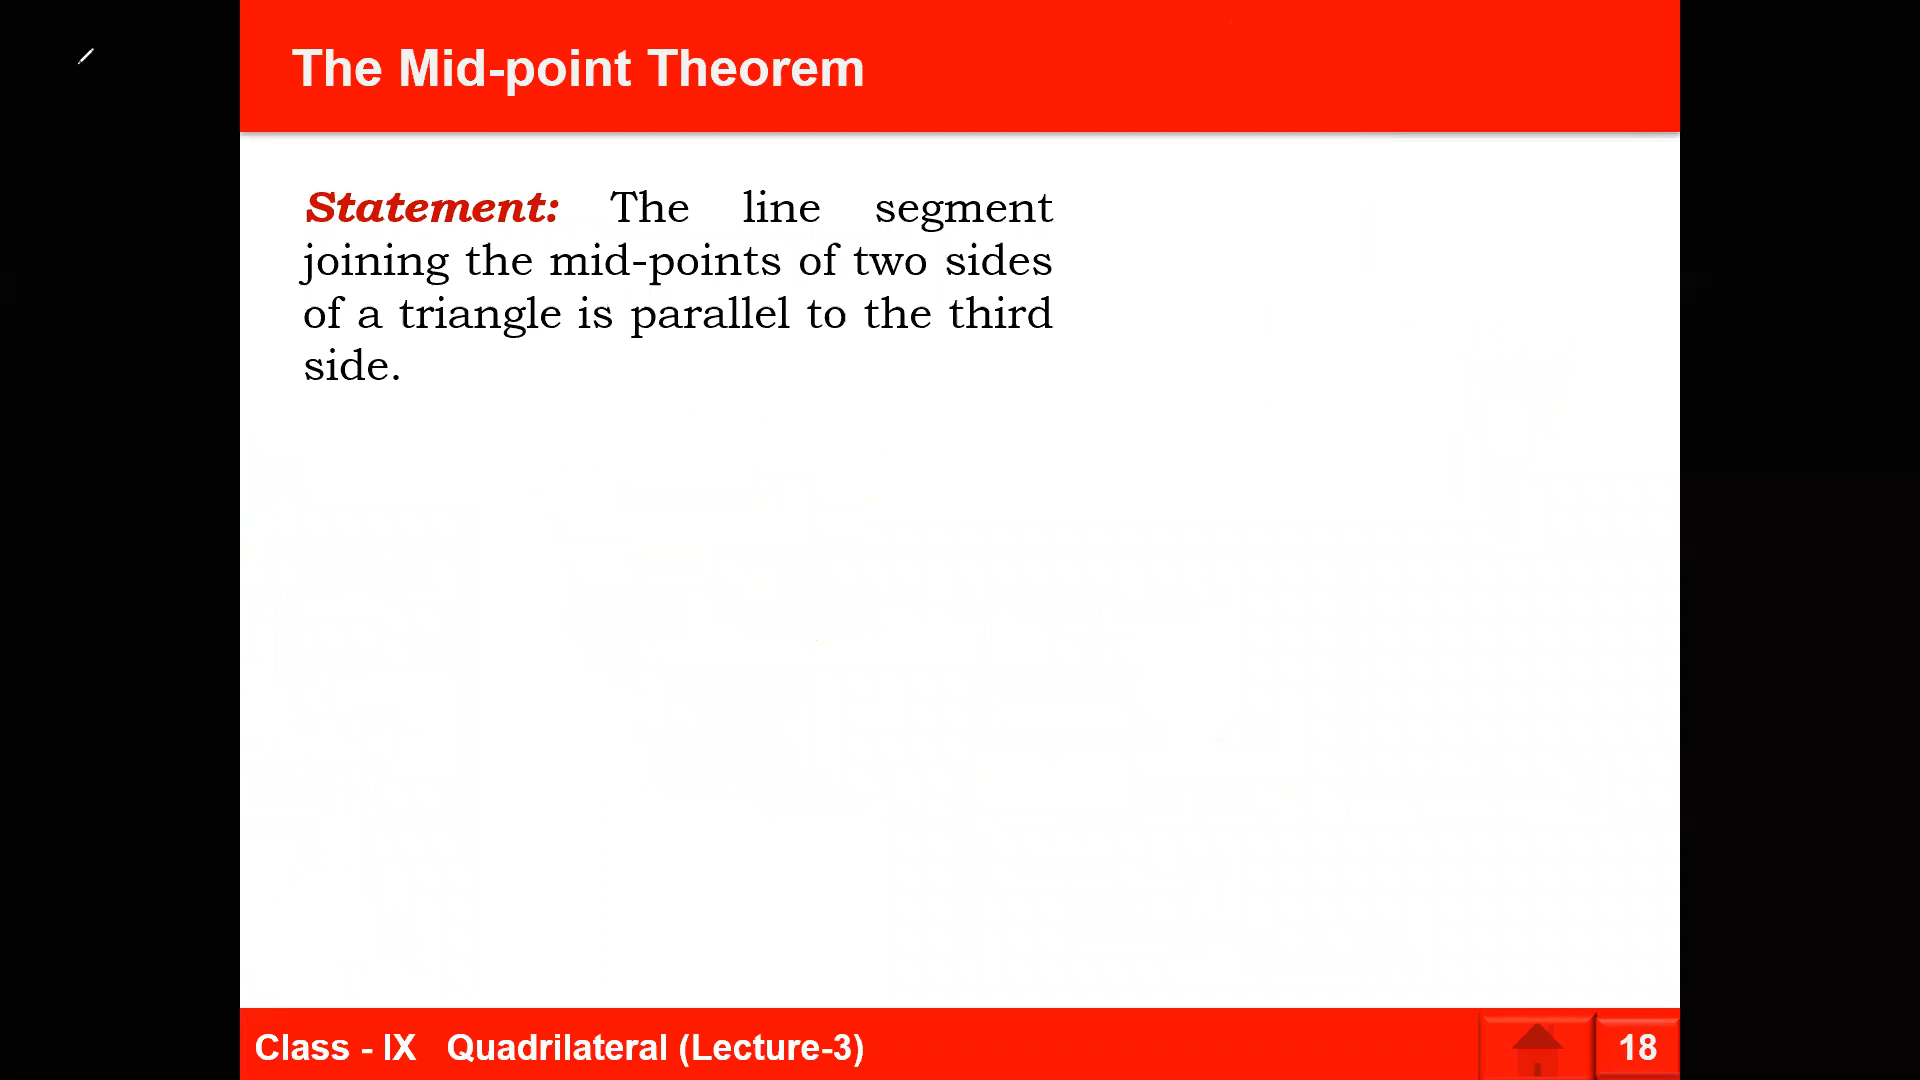 The Mid-point Theorem
Statement: The line segment
joining the mid-points of two sides
of a triangle is parallel to the third
side.
Class - IX Quadrilateral (Lecture-3)
18